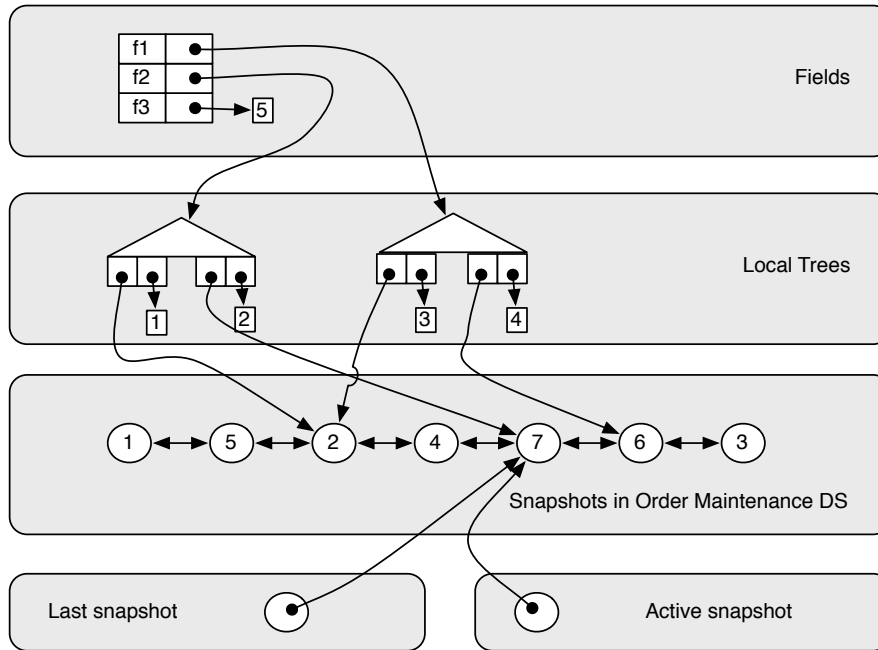 f1
f2
f3 5
Fields
Local Trees
1 2 3 4
1 5 2 4 7 6 3
Snapshots in Order Maintenance DS
Last snapshot
Active snapshot